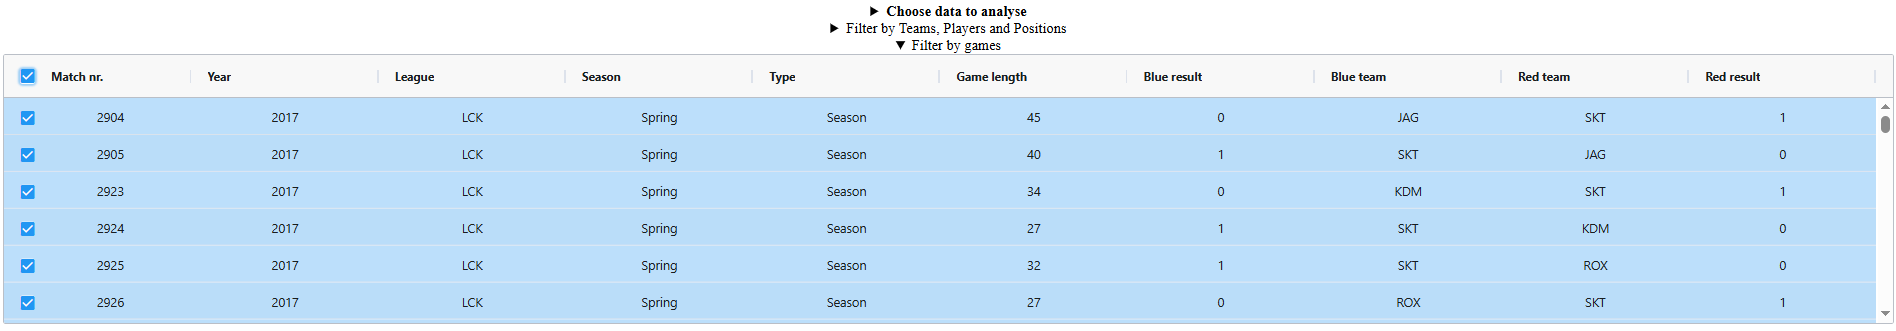 Choose data to analyse
Filter by Teams, Players and Positions
Filter by games
Match nr. Year League Season Type Game length Blue result Blue team Red team Red result
2904 2017 LCK Spring Season 45 0 JAG SKT 1
2905 2017 LCK Spring Season 40 1 SKT JAG 0
2923 2017 LCK Spring Season 34 0 KDM SKT 1
2924 2017 LCK Spring Season 27 1 SKT KDM 0
2925 2017 LCK Spring Season 32 1 SKT ROX 0
2926 2017 LCK Spring Season 27 0 ROX SKT 1